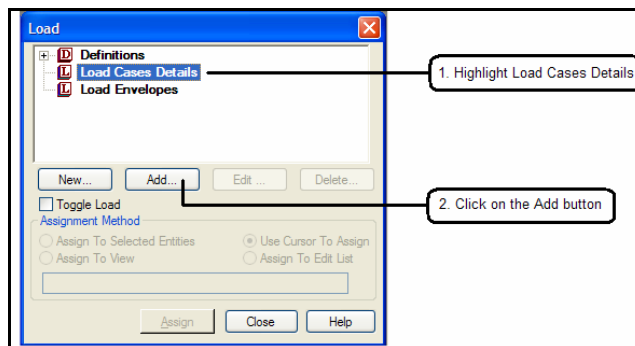 Load
D Definitions
L Load Cases Details
L Load Envelopes
1. Highlight Load Cases Details
New... Add... Edit ... Delete...
Toggle Load
2. Click on the Add button
Assignment Method
Assign To Selected Entities Use Cursor To Assign
Assign To View Assign To Edit List
Assign Close Help